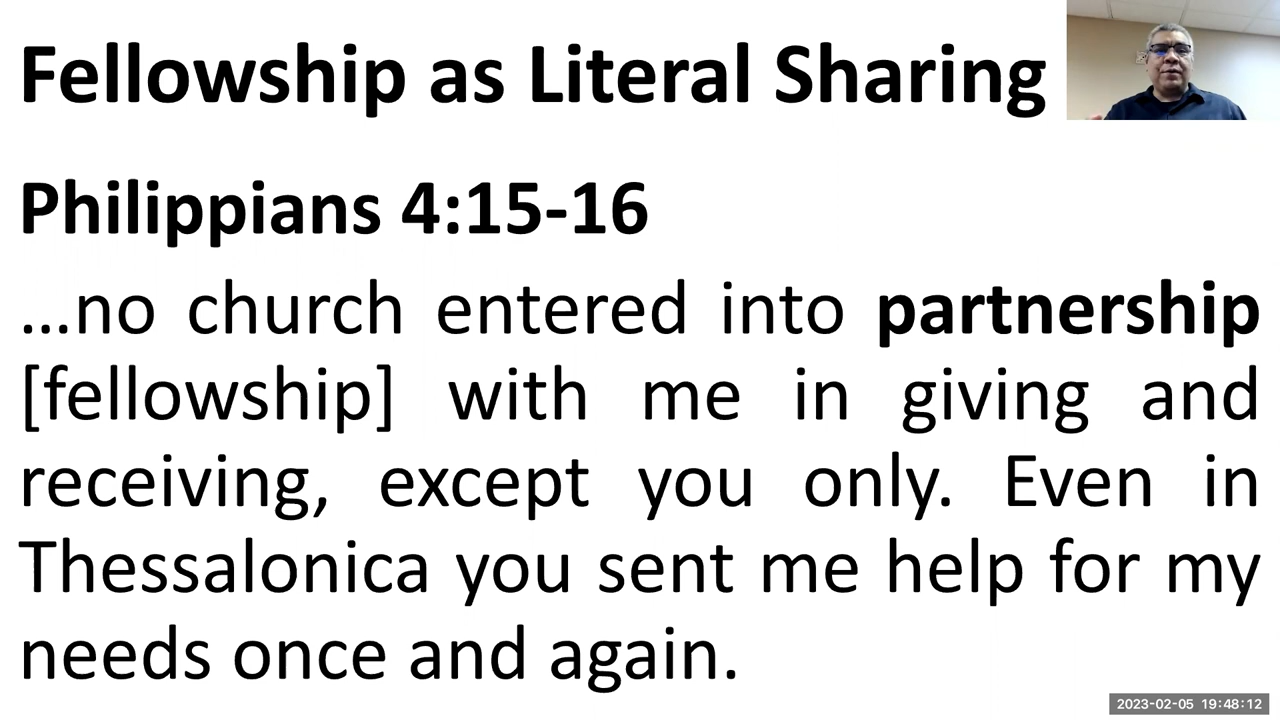 Fellowship as Literal Sharing
Philippians 4:15-16
...no church entered into partnership
[fellowship] with me in giving and
receiving, except you only. Even in
Thessalonica you sent me help for my
needs once and again.
2023-02-05 19:48:12